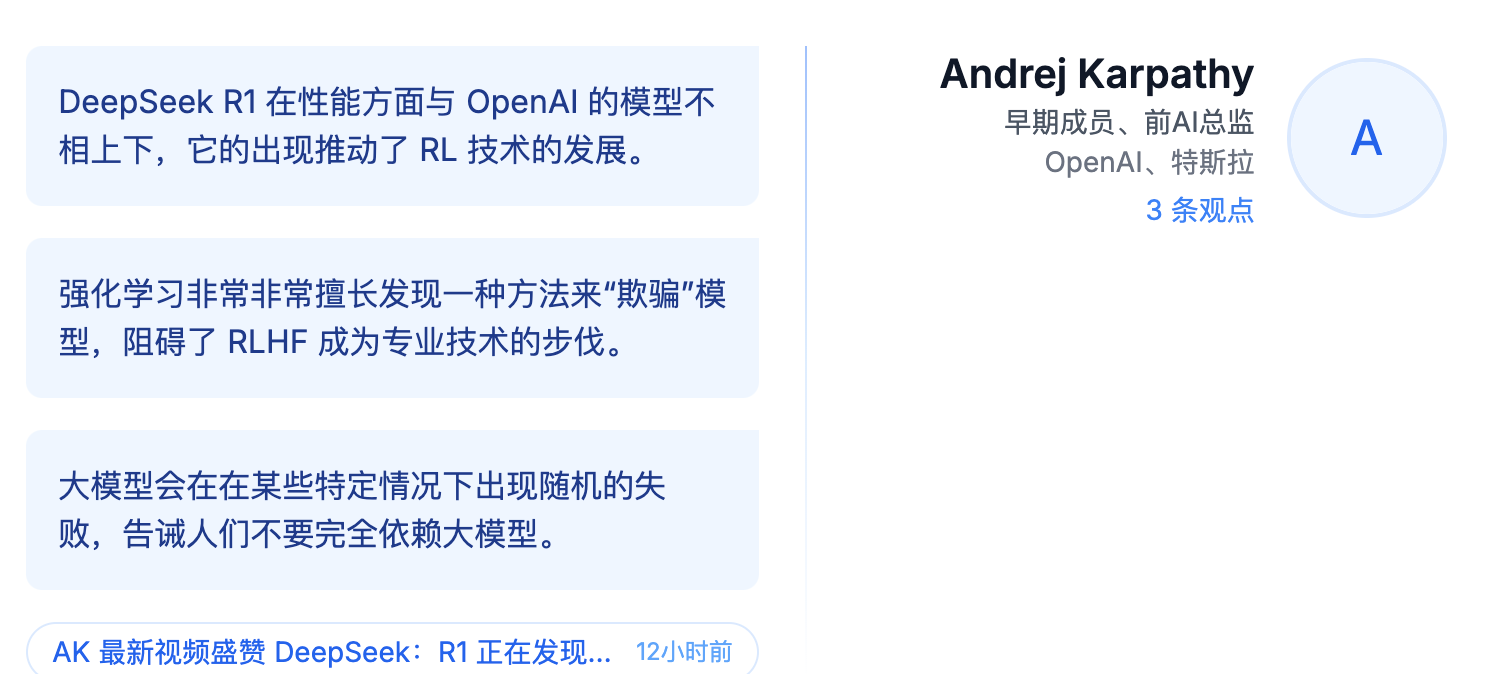 DeepSeek R1 在性能方面与 OpenAI 的模型不
相上下，它的出现推动了 RL 技术的发展。
强化学习非常非常擅长发现一种方法来“欺骗”模
型，阻碍了 RLHF 成为专业技术的步伐。
大模型会在在某些特定情况下出现随机的失
败，告诫人们不要完全依赖大模型。
AK 最新视频盛赞 DeepSeek：R1 正在发现... 12小时前
Andrej Karpathy
早期成员、前AI总监
OpenAI、特斯拉
3 条观点
A